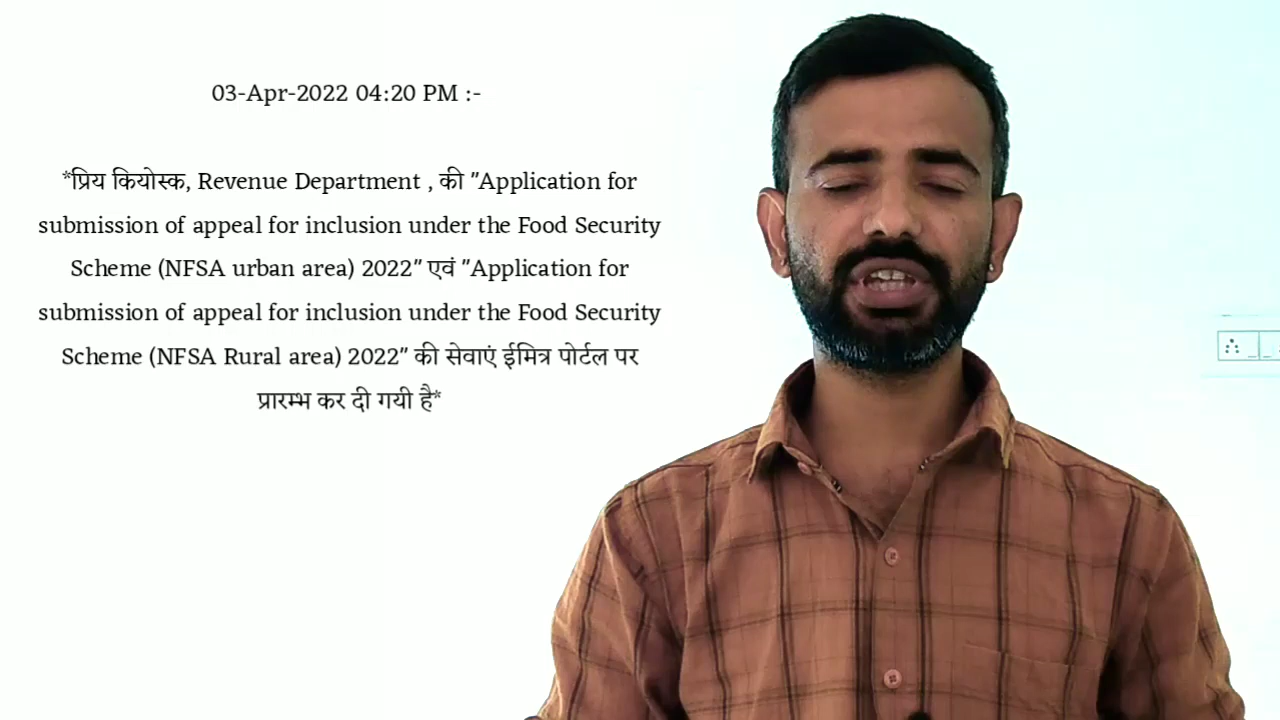 03-Apr-2022 04:20 PM :-
*प्रिय कियोस्क, Revenue Department , की "Application for
submission of appeal for inclusion under the Food Security
Scheme (NFSA urban area) 2022" एवं "Application for
submission of appeal for inclusion under the Food Security
Scheme (NFSA Rural area) 2022" की सेवाएं ईमित्र पोर्टल पर
प्रारम्भ कर दी गयी है*